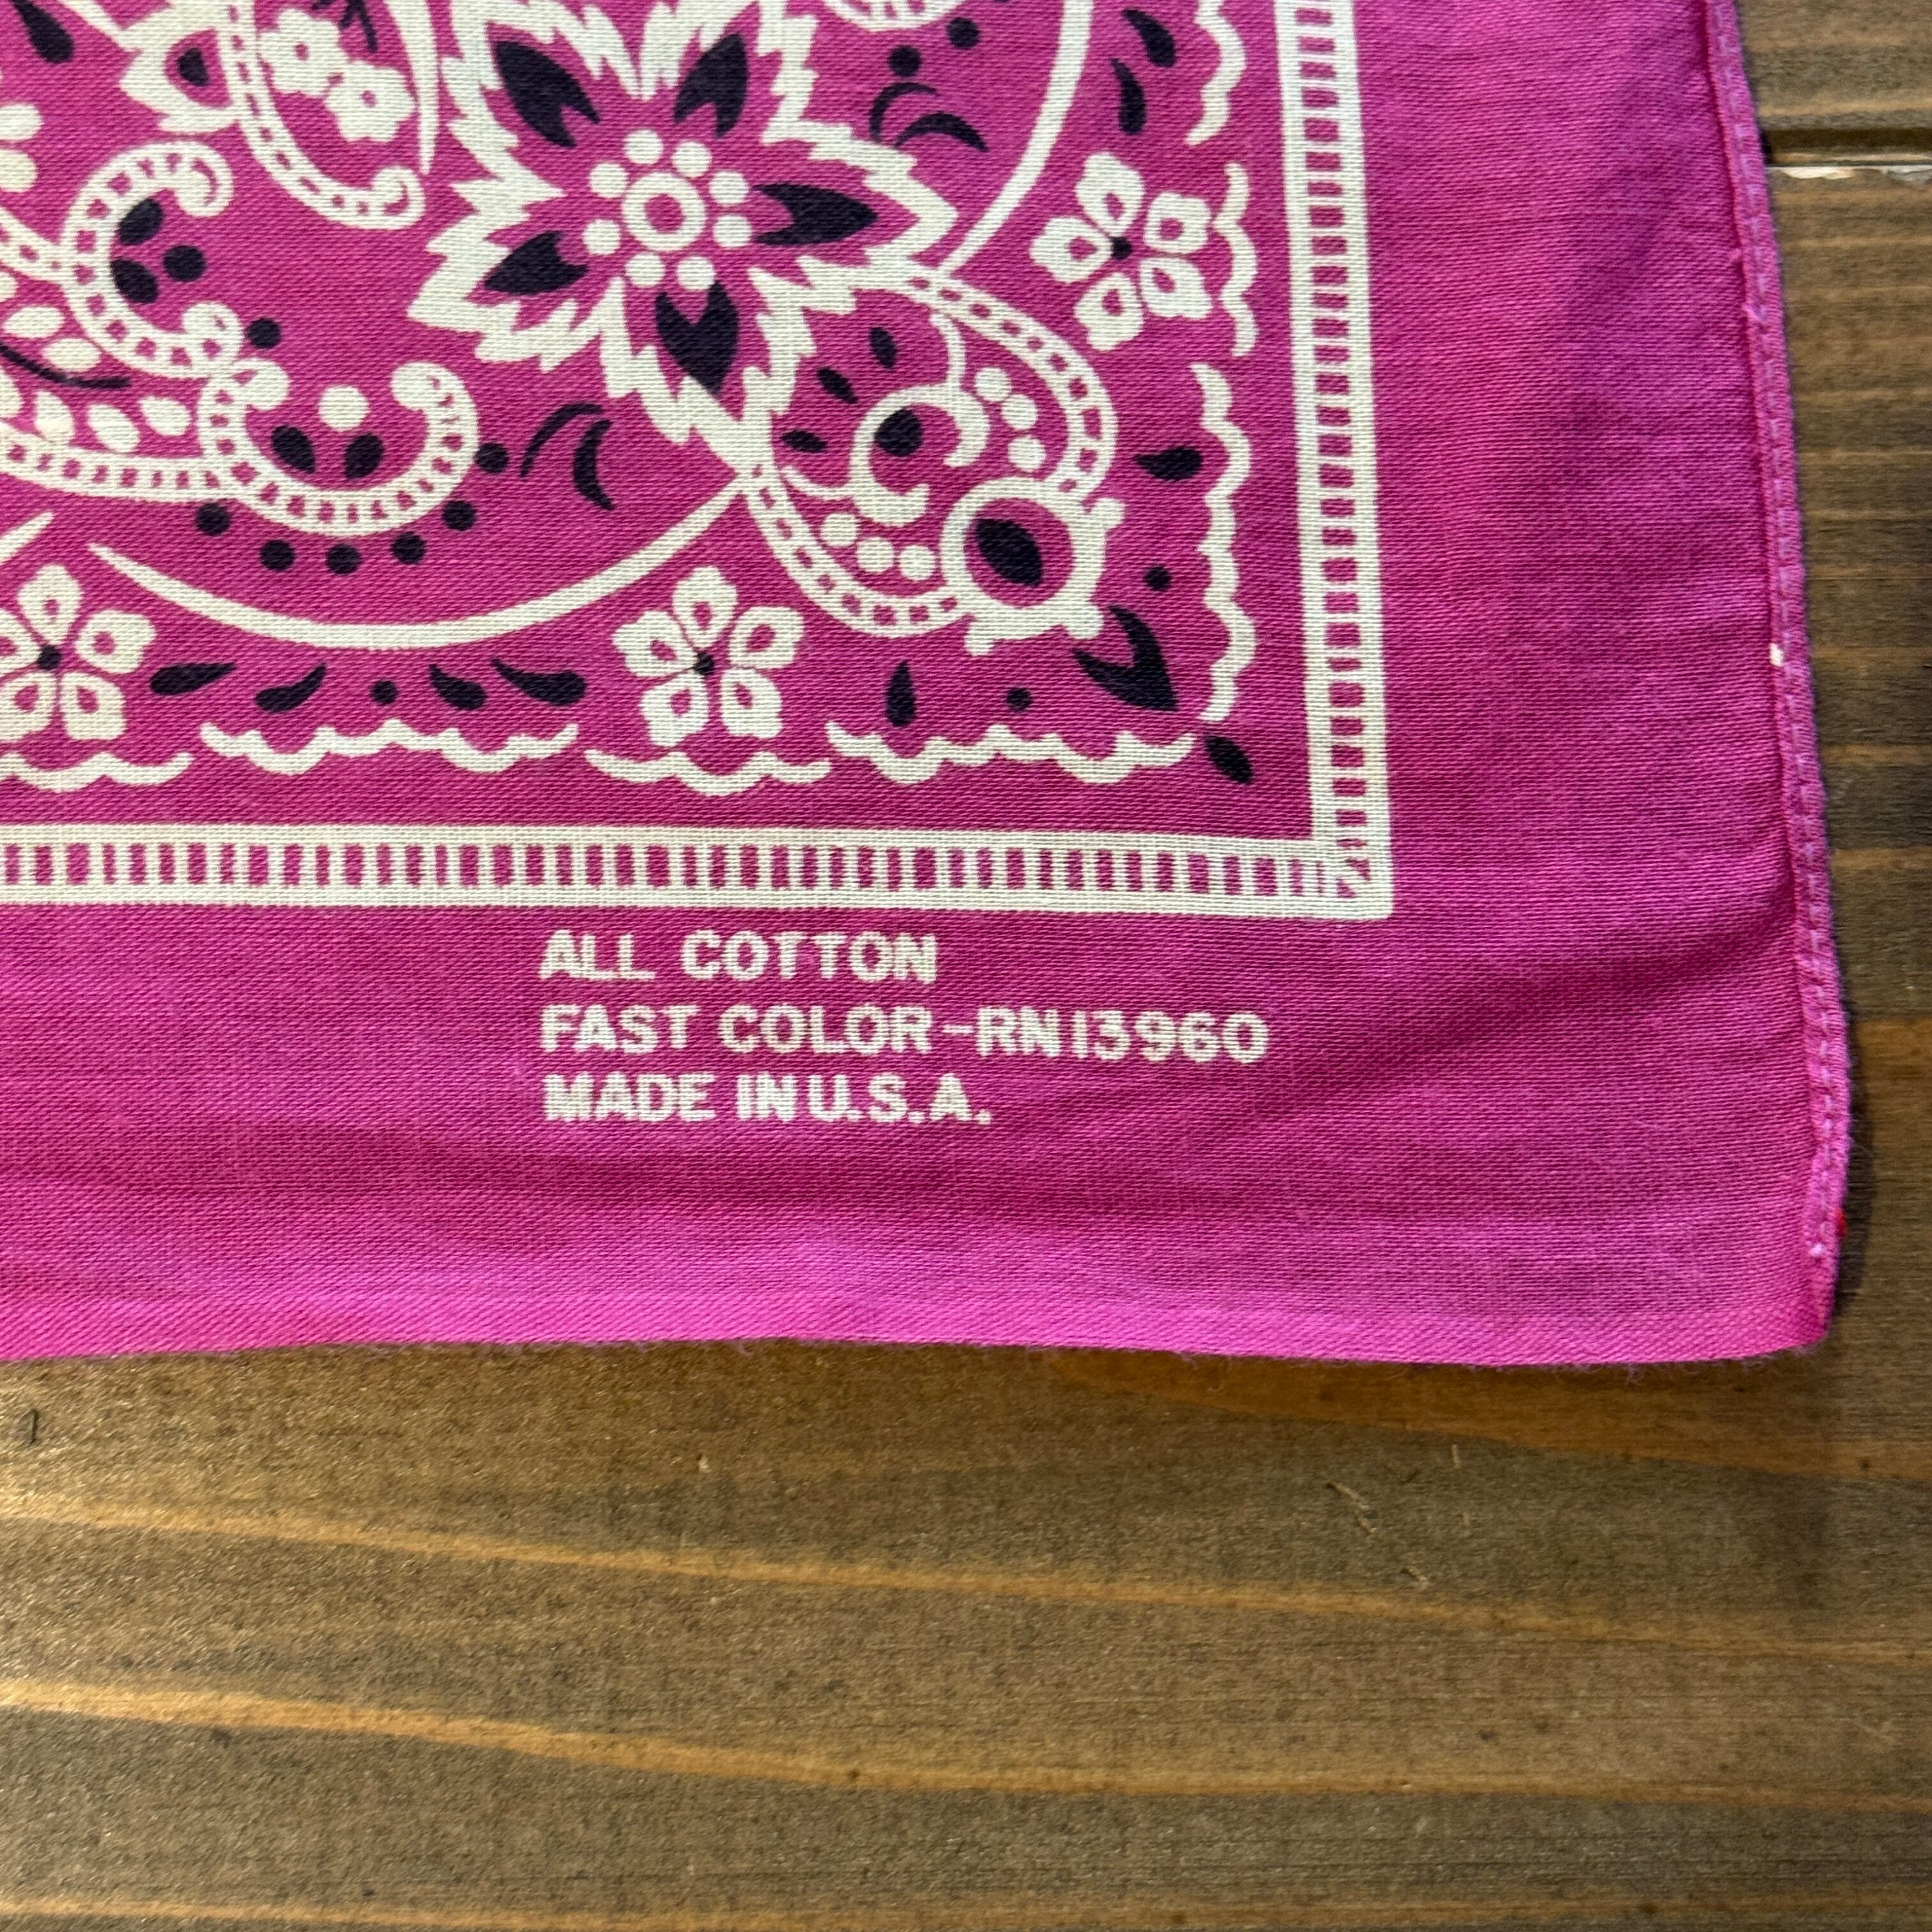 ALL COTTON
FAST COLOR-RN13960
MADE IN U.S.A.